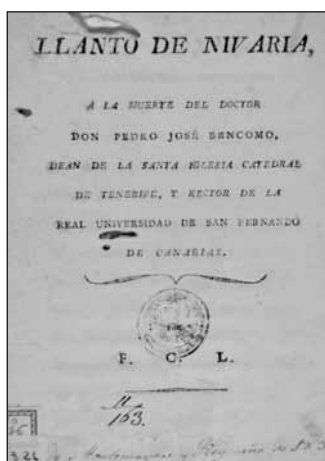 LLANTO DE NIVARIA,
Á LA MUERTE DEL DOCTOR
DON PEDRO JOSÉ BENCOMO,
DEAN DE LA SANTA IGLESIA CATEDRAL
DE TENERIFE, Y RECTOR DE LA
REAL UNIVERSIDAD DE SAN FERNANDO
DE CANARIAS.
F. C. L.
11
163.